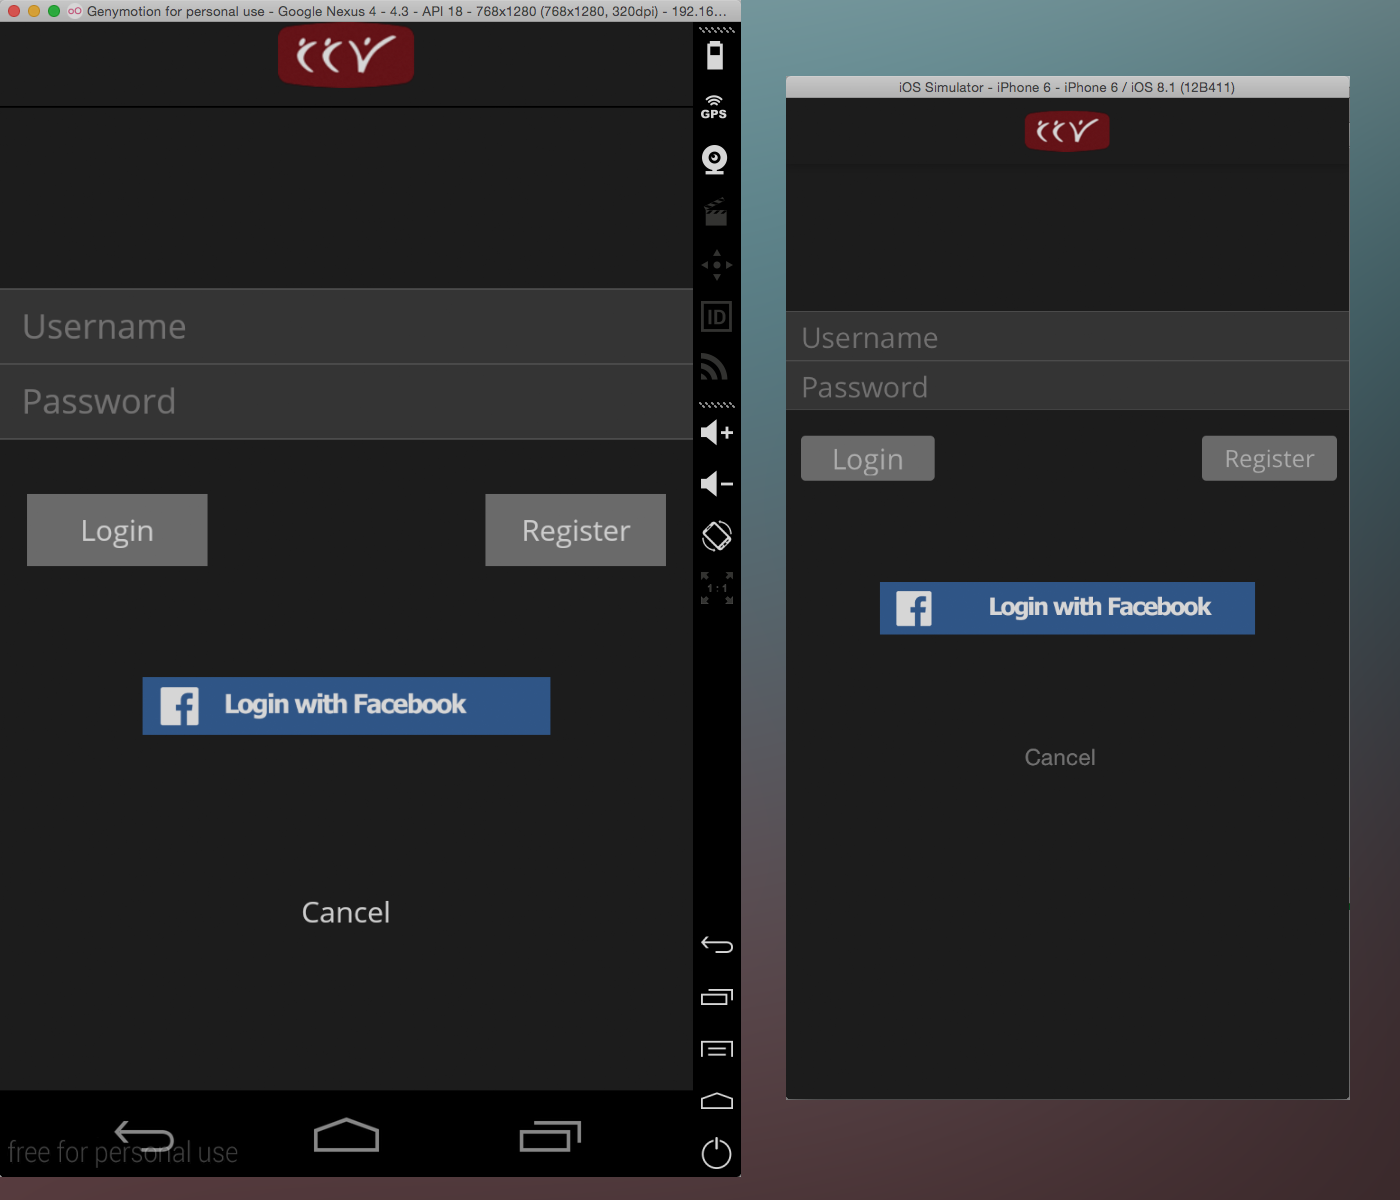 Genymotion for personal use - Google Nexus 4 - 4.3 - API 18 - 768x1280 (768x1280, 320dpi) - 192.16...
GPS
Username
Password
Login
Register
Login with Facebook
Cancel
free for personal use
ID
1:1
iOS Simulator - iPhone 6 - iPhone 6 / iOS 8.1 (12B411)
CCV
Username
Password
Login
Register
Login with Facebook
Cancel